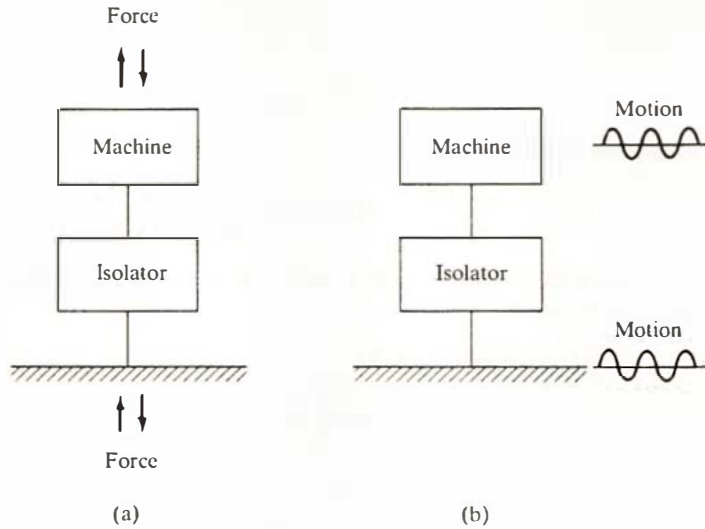 Force
Machine
Isolator
Force
(a)
Motion
Machine
Isolator
Motion
(b)